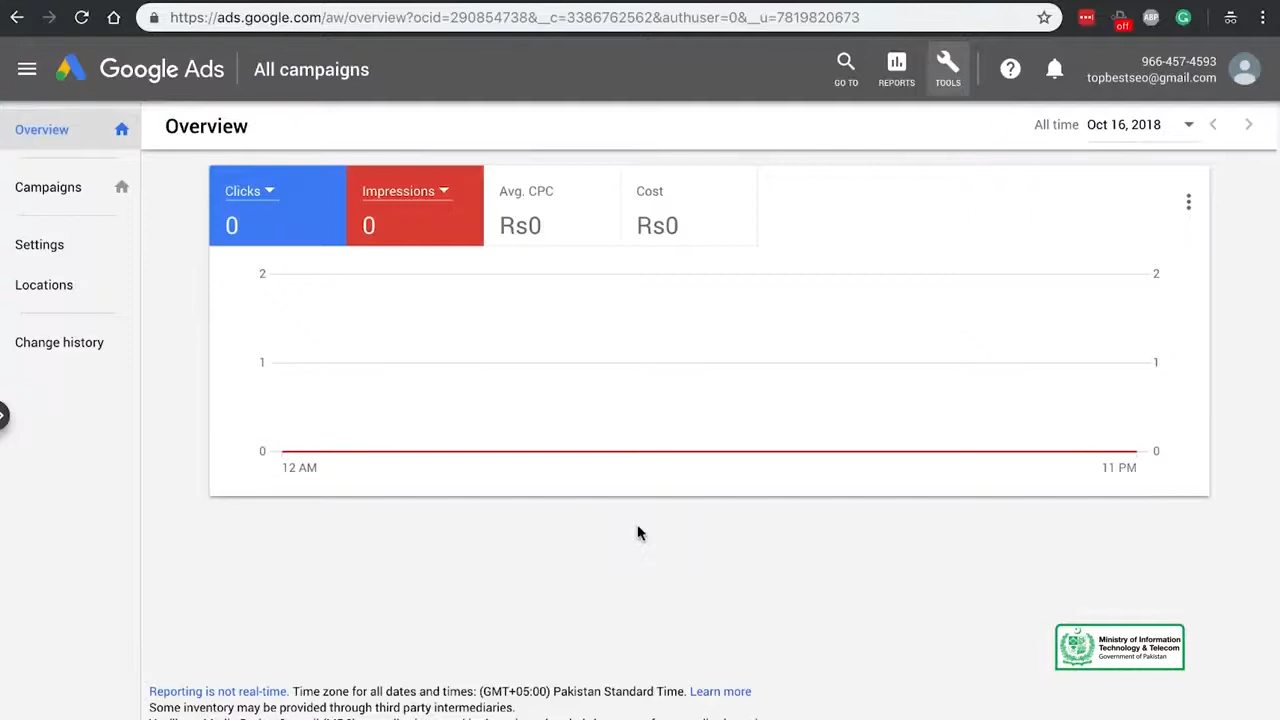 https://ads.google.com/aw/overview?ocid=290854738&__c=3386762562&authuser=0&__u=7819820673
off
ABP
Google Ads
All campaigns
GO TO
REPORTS
TOOLS
966-457-4593
topbestseo@gmail.com
Overview
Campaigns
Settings
Locations
Change history
Overview
All time Oct 16, 2018
Clicks
0
Impressions
0
Avg. CPC
Rs0
Cost
Rs0
2
2
1
1
0
0
12 AM
11 PM
Ministry of Information
Technology & Telecom
Government of Pakistan
Reporting is not real-time. Time zone for all dates and times: (GMT+05:00) Pakistan Standard Time. Learn more
Some inventory may be provided through third party intermediaries.